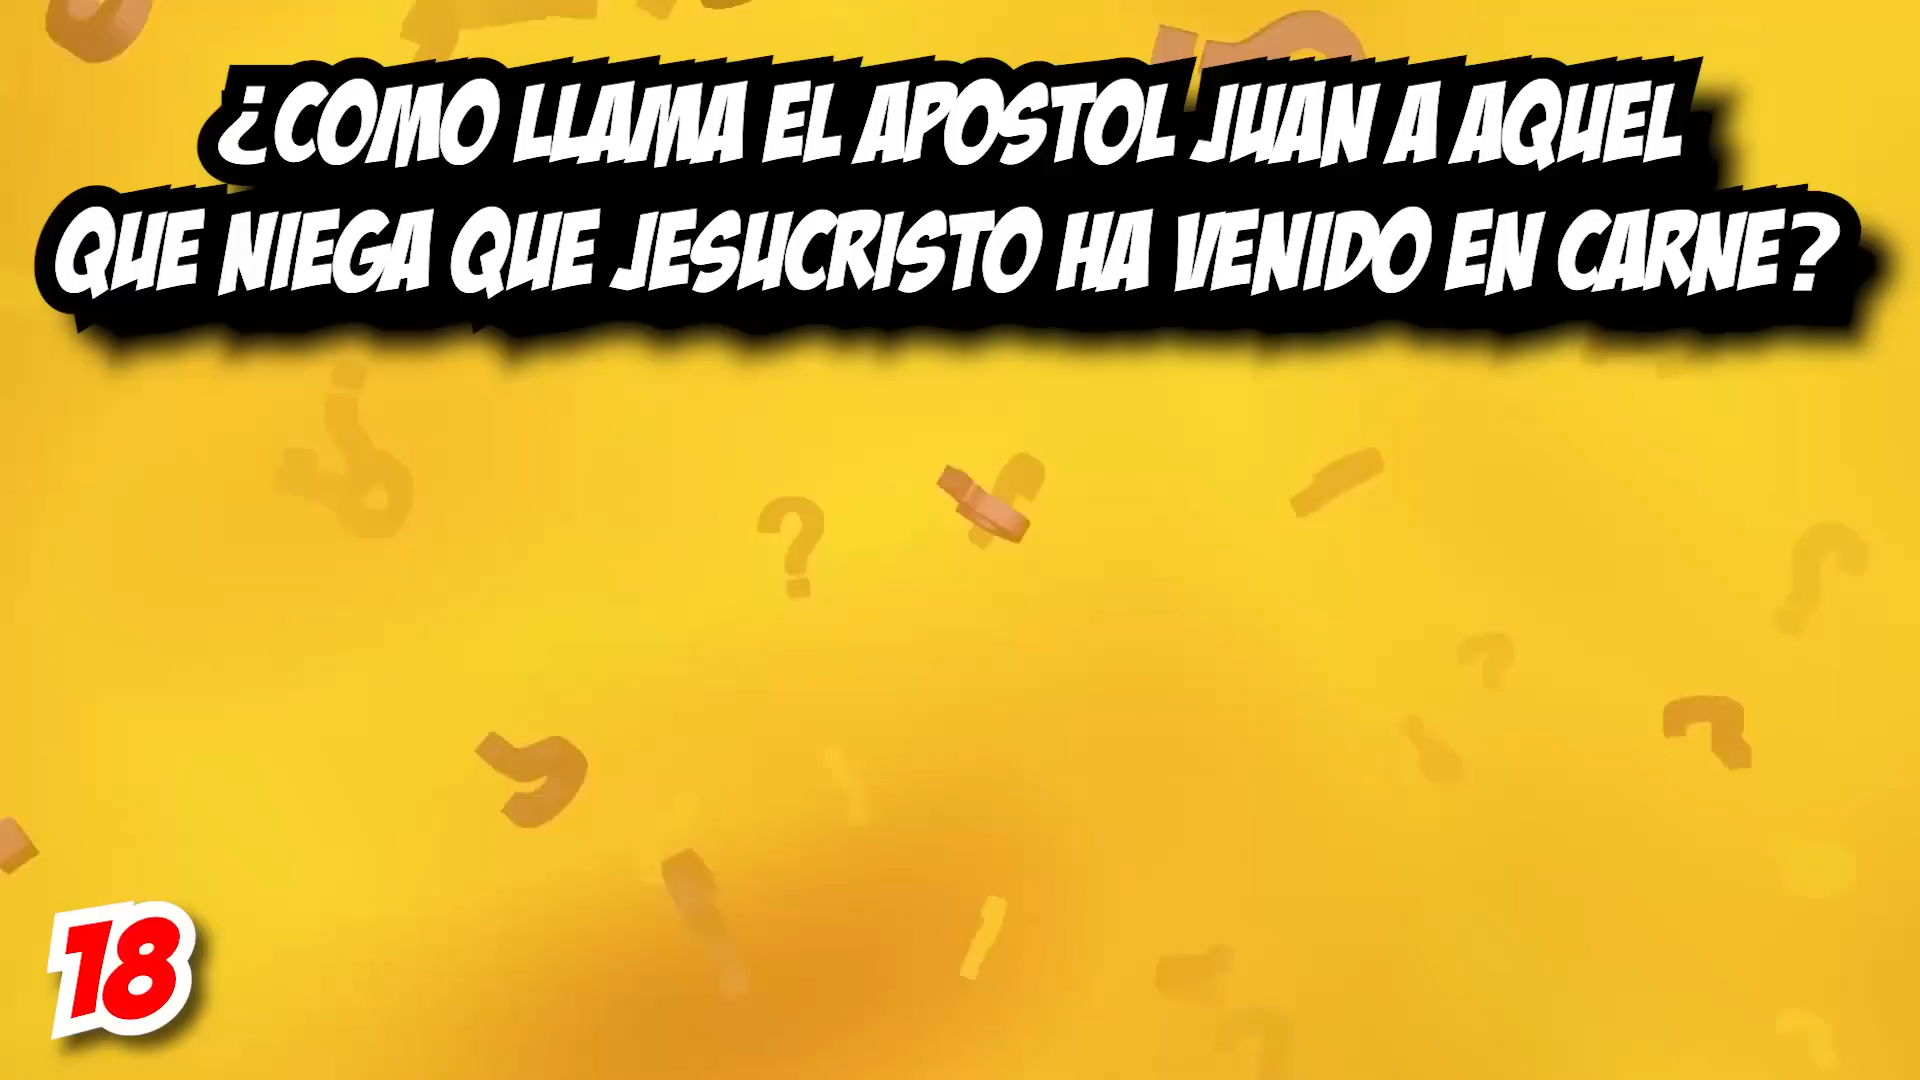 ¿COMO LLAMA EL APOSTOL JUAN A AQUEL
QUE NIEGA QUE JESUCRISTO HA VENIDO EN CARNE?
18